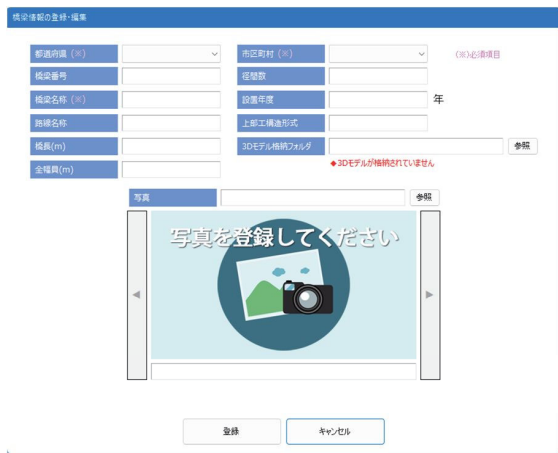 橋梁情報の登録・編集
都道府県 (※)
市区町村 (※)
(※)必須項目
橋梁番号
径間数
橋梁名称 (※)
設置年度
年
路線名称
上部工構造形式
橋長(m)
3Dモデル格納フォルダ
参照
◆3Dモデルが格納されていません
全幅員(m)
写真
参照
写真を登録してください
◀
▶
登録
キャンセル